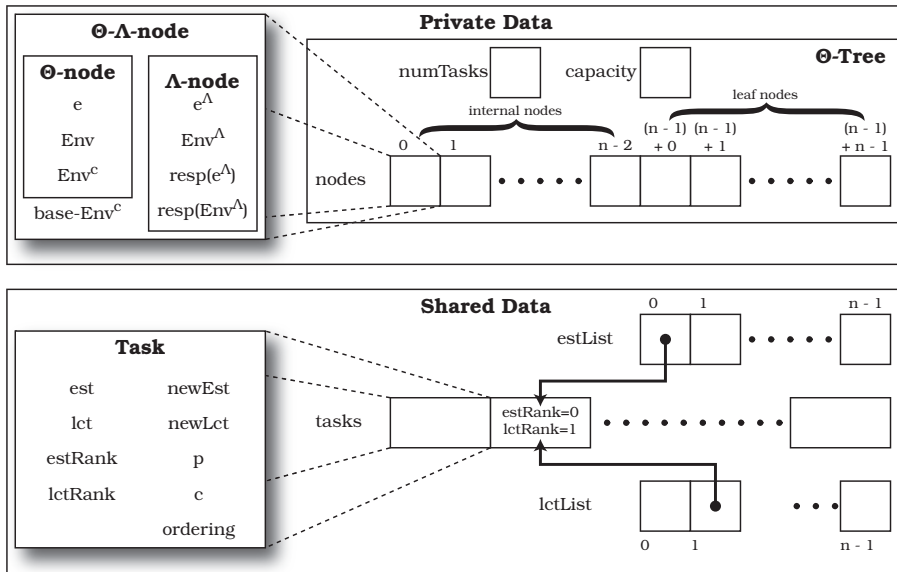 Private Data
Θ-Λ-node
Θ-node
e
Env
Envᶜ
base-Envᶜ
Λ-node
e^Λ
Env^Λ
resp(e^Λ)
resp(Env^Λ)
Θ-Tree
numTasks
capacity
internal nodes
leaf nodes
0
1
n - 2
(n - 1)
+ 0
(n - 1)
+ 1
(n - 1)
+ n - 1
nodes
Shared Data
Task
est
newEst
lct
newLct
estRank
p
lctRank
c
ordering
0
1
n - 1
estList
tasks
estRank=0
lctRank=1
lctList
0
1
n - 1